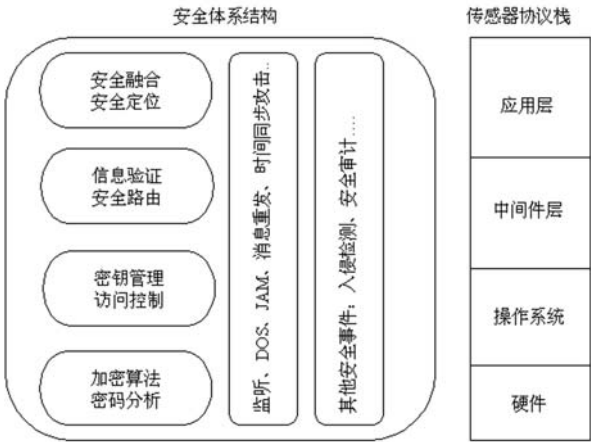 安全体系结构
传感器协议栈
安全融合
安全定位
信息验证
安全路由
密钥管理
访问控制
加密算法
密码分析
监听、DOS、JAM、消息重发、时间同步攻击..
其他安全事件：入侵检测、安全审计....
应用层
中间件层
操作系统
硬件